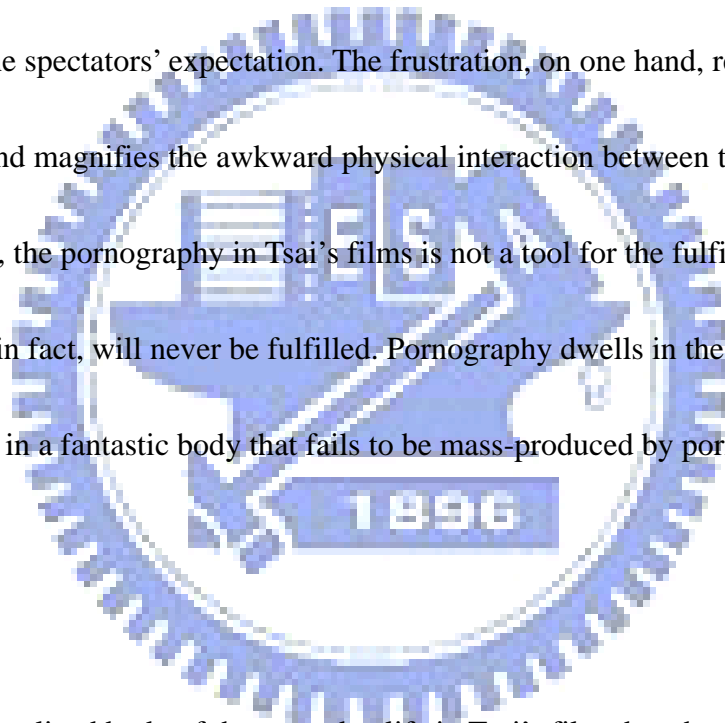 e spectators' expectation. The frustration, on one hand, re
nd magnifies the awkward physical interaction between t
, the pornography in Tsai's films is not a tool for the fulfi
in fact, will never be fulfilled. Pornography dwells in the
in a fantastic body that fails to be mass-produced by por
E S
1896